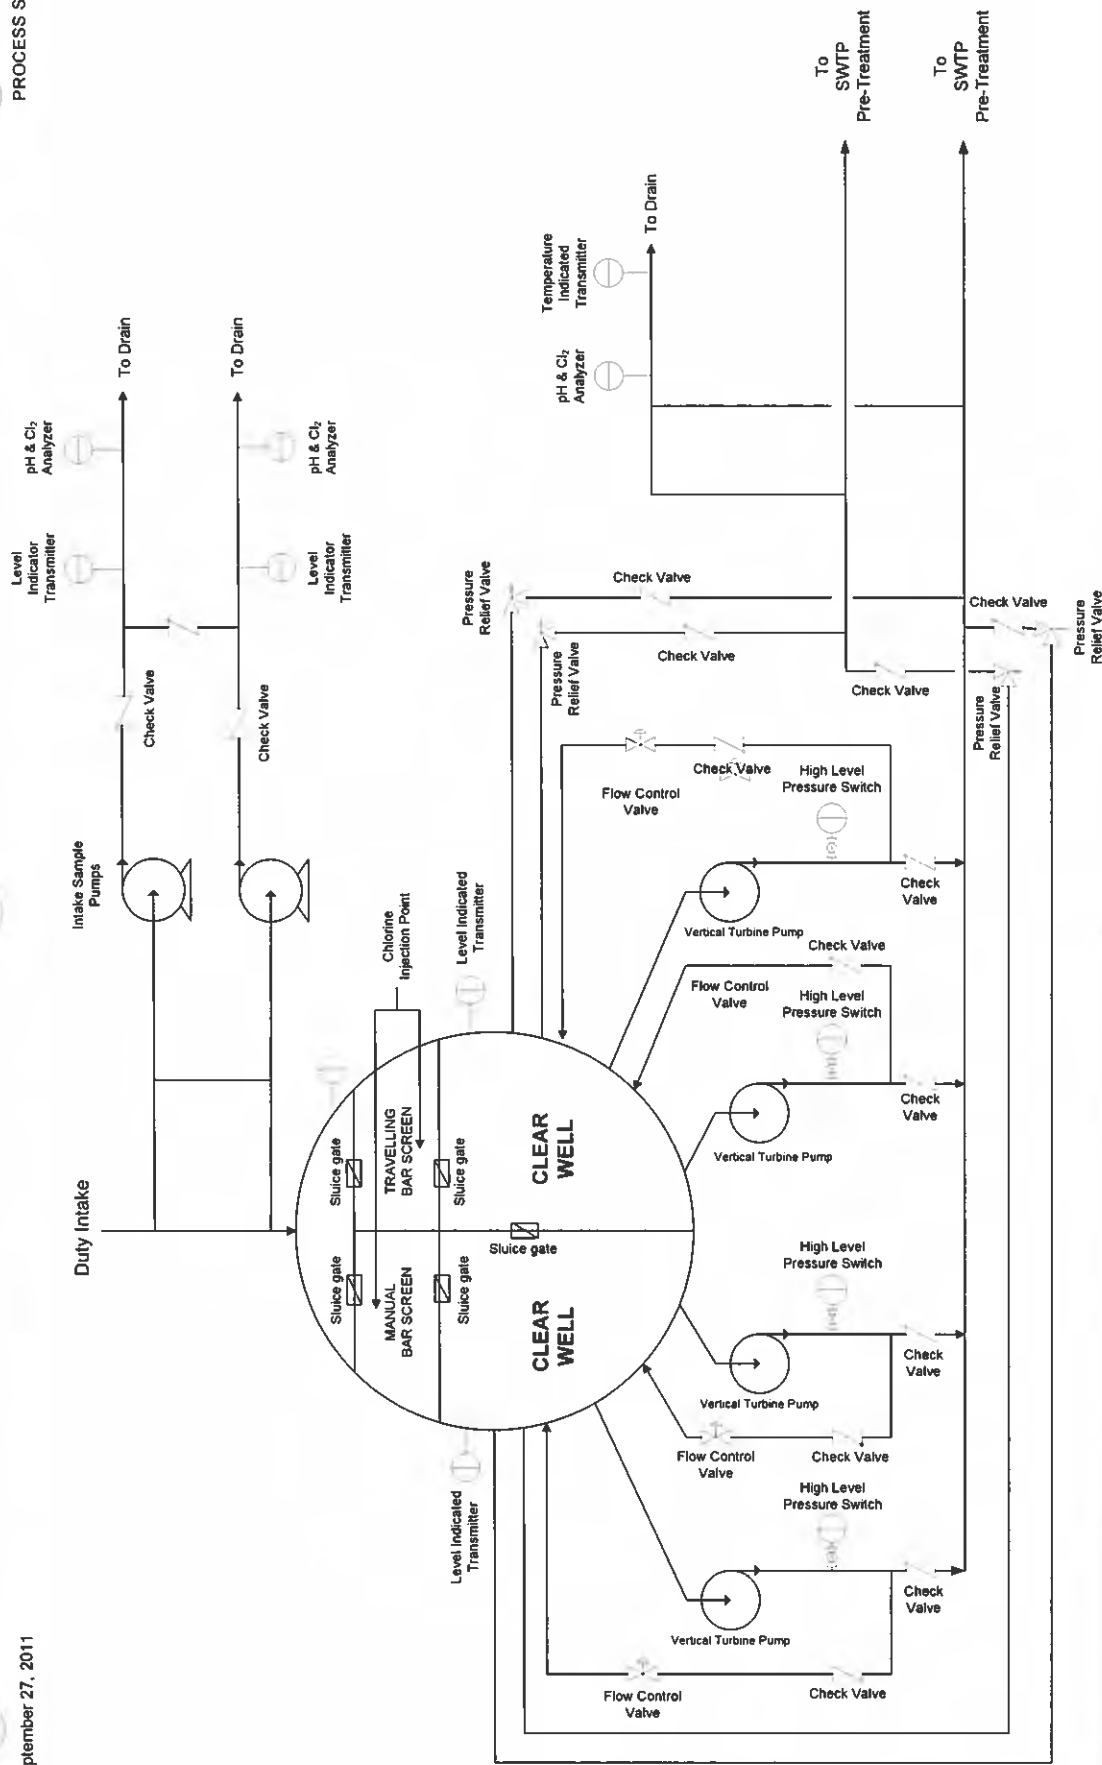 PROCESS S
ptember 27, 2011
To
SWTP
Pre-Treatment
To
SWTP
Pre-Treatment
Temperature
Indicated
Transmitter
To Drain
pH & Cl₂
Analyzer
To Drain
To Drain
pH & Cl₂
Analyzer
pH & Cl₂
Analyzer
Level
Indicator
Transmitter
Level
Indicator
Transmitter
Check Valve
Check Valve
Intake Sample
Pumps
Duty Intake
Chlorine
Injection Point
Level Indicated
Transmitter
Level Indicated
Transmitter
Sluice gate
Sluice gate
Sluice gate
Sluice gate
Sluice gate
TRAVELLING
BAR SCREEN
MANUAL
BAR SCREEN
CLEAR
WELL
CLEAR
WELL
Pressure
Relief Valve
Check Valve
Pressure
Relief Valve
Check Valve
Check Valve
Pressure
Relief Valve
Check Valve
Pressure
Relief Valve
Flow Control
Valve
Check Valve
High Level
Pressure Switch
Vertical Turbine Pump
Check
Valve
Check Valve
Flow Control
Valve
High Level
Pressure Switch
Vertical Turbine Pump
Check
Valve
High Level
Pressure Switch
Vertical Turbine Pump
Check
Valve
Flow Control
Valve
Check Valve
High Level
Pressure Switch
Vertical Turbine Pump
Check
Valve
Flow Control
Valve
Check Valve